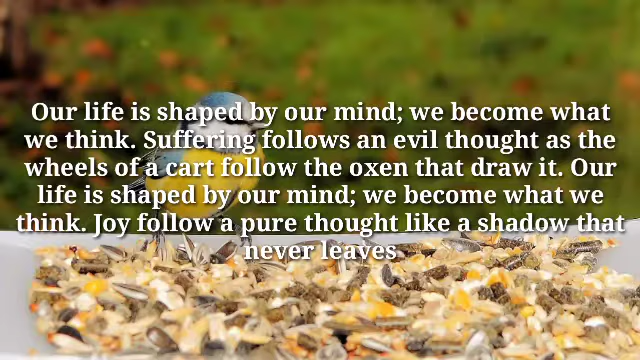 Our life is shaped by our mind; we become what
we think. Suffering follows an evil thought as the
wheels of a cart follow the oxen that draw it. Our
life is shaped by our mind; we become what we
think. Joy follow a pure thought like a shadow that
never leaves